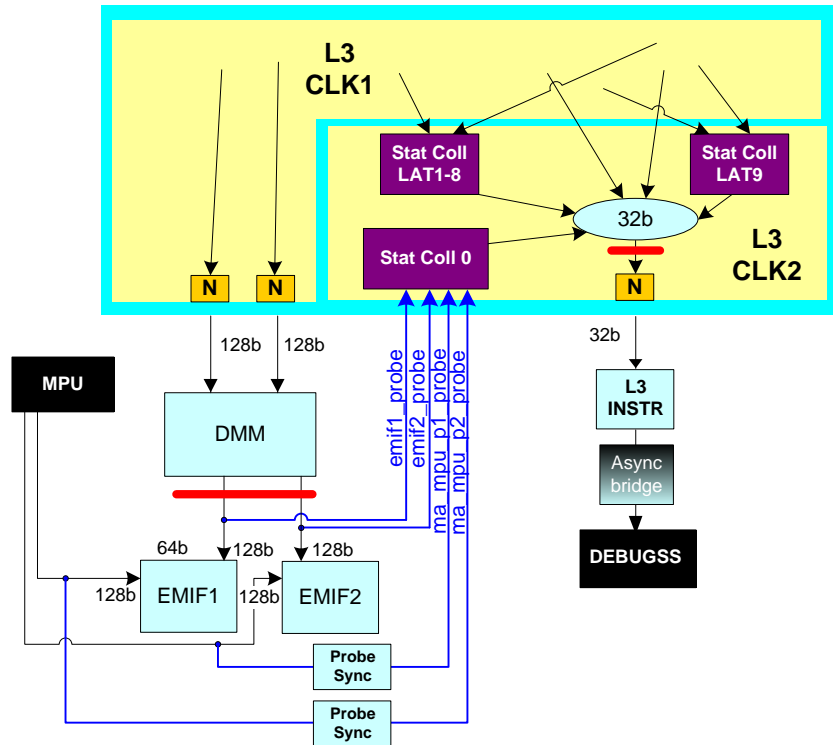 L3
CLK1
Stat Coll
LAT1-8
Stat Coll
LAT9
32b
L3
CLK2
Stat Coll 0
N
N
N
128b
128b
32b
MPU
emif1_probe
emif2_probe
ma_mpu_p1_probe
ma_mpu_p2_probe
L3
INSTR
DMM
Async
bridge
DEBUGSS
64b
128b
128b
128b
128b
EMIF1
EMIF2
Probe
Sync
Probe
Sync